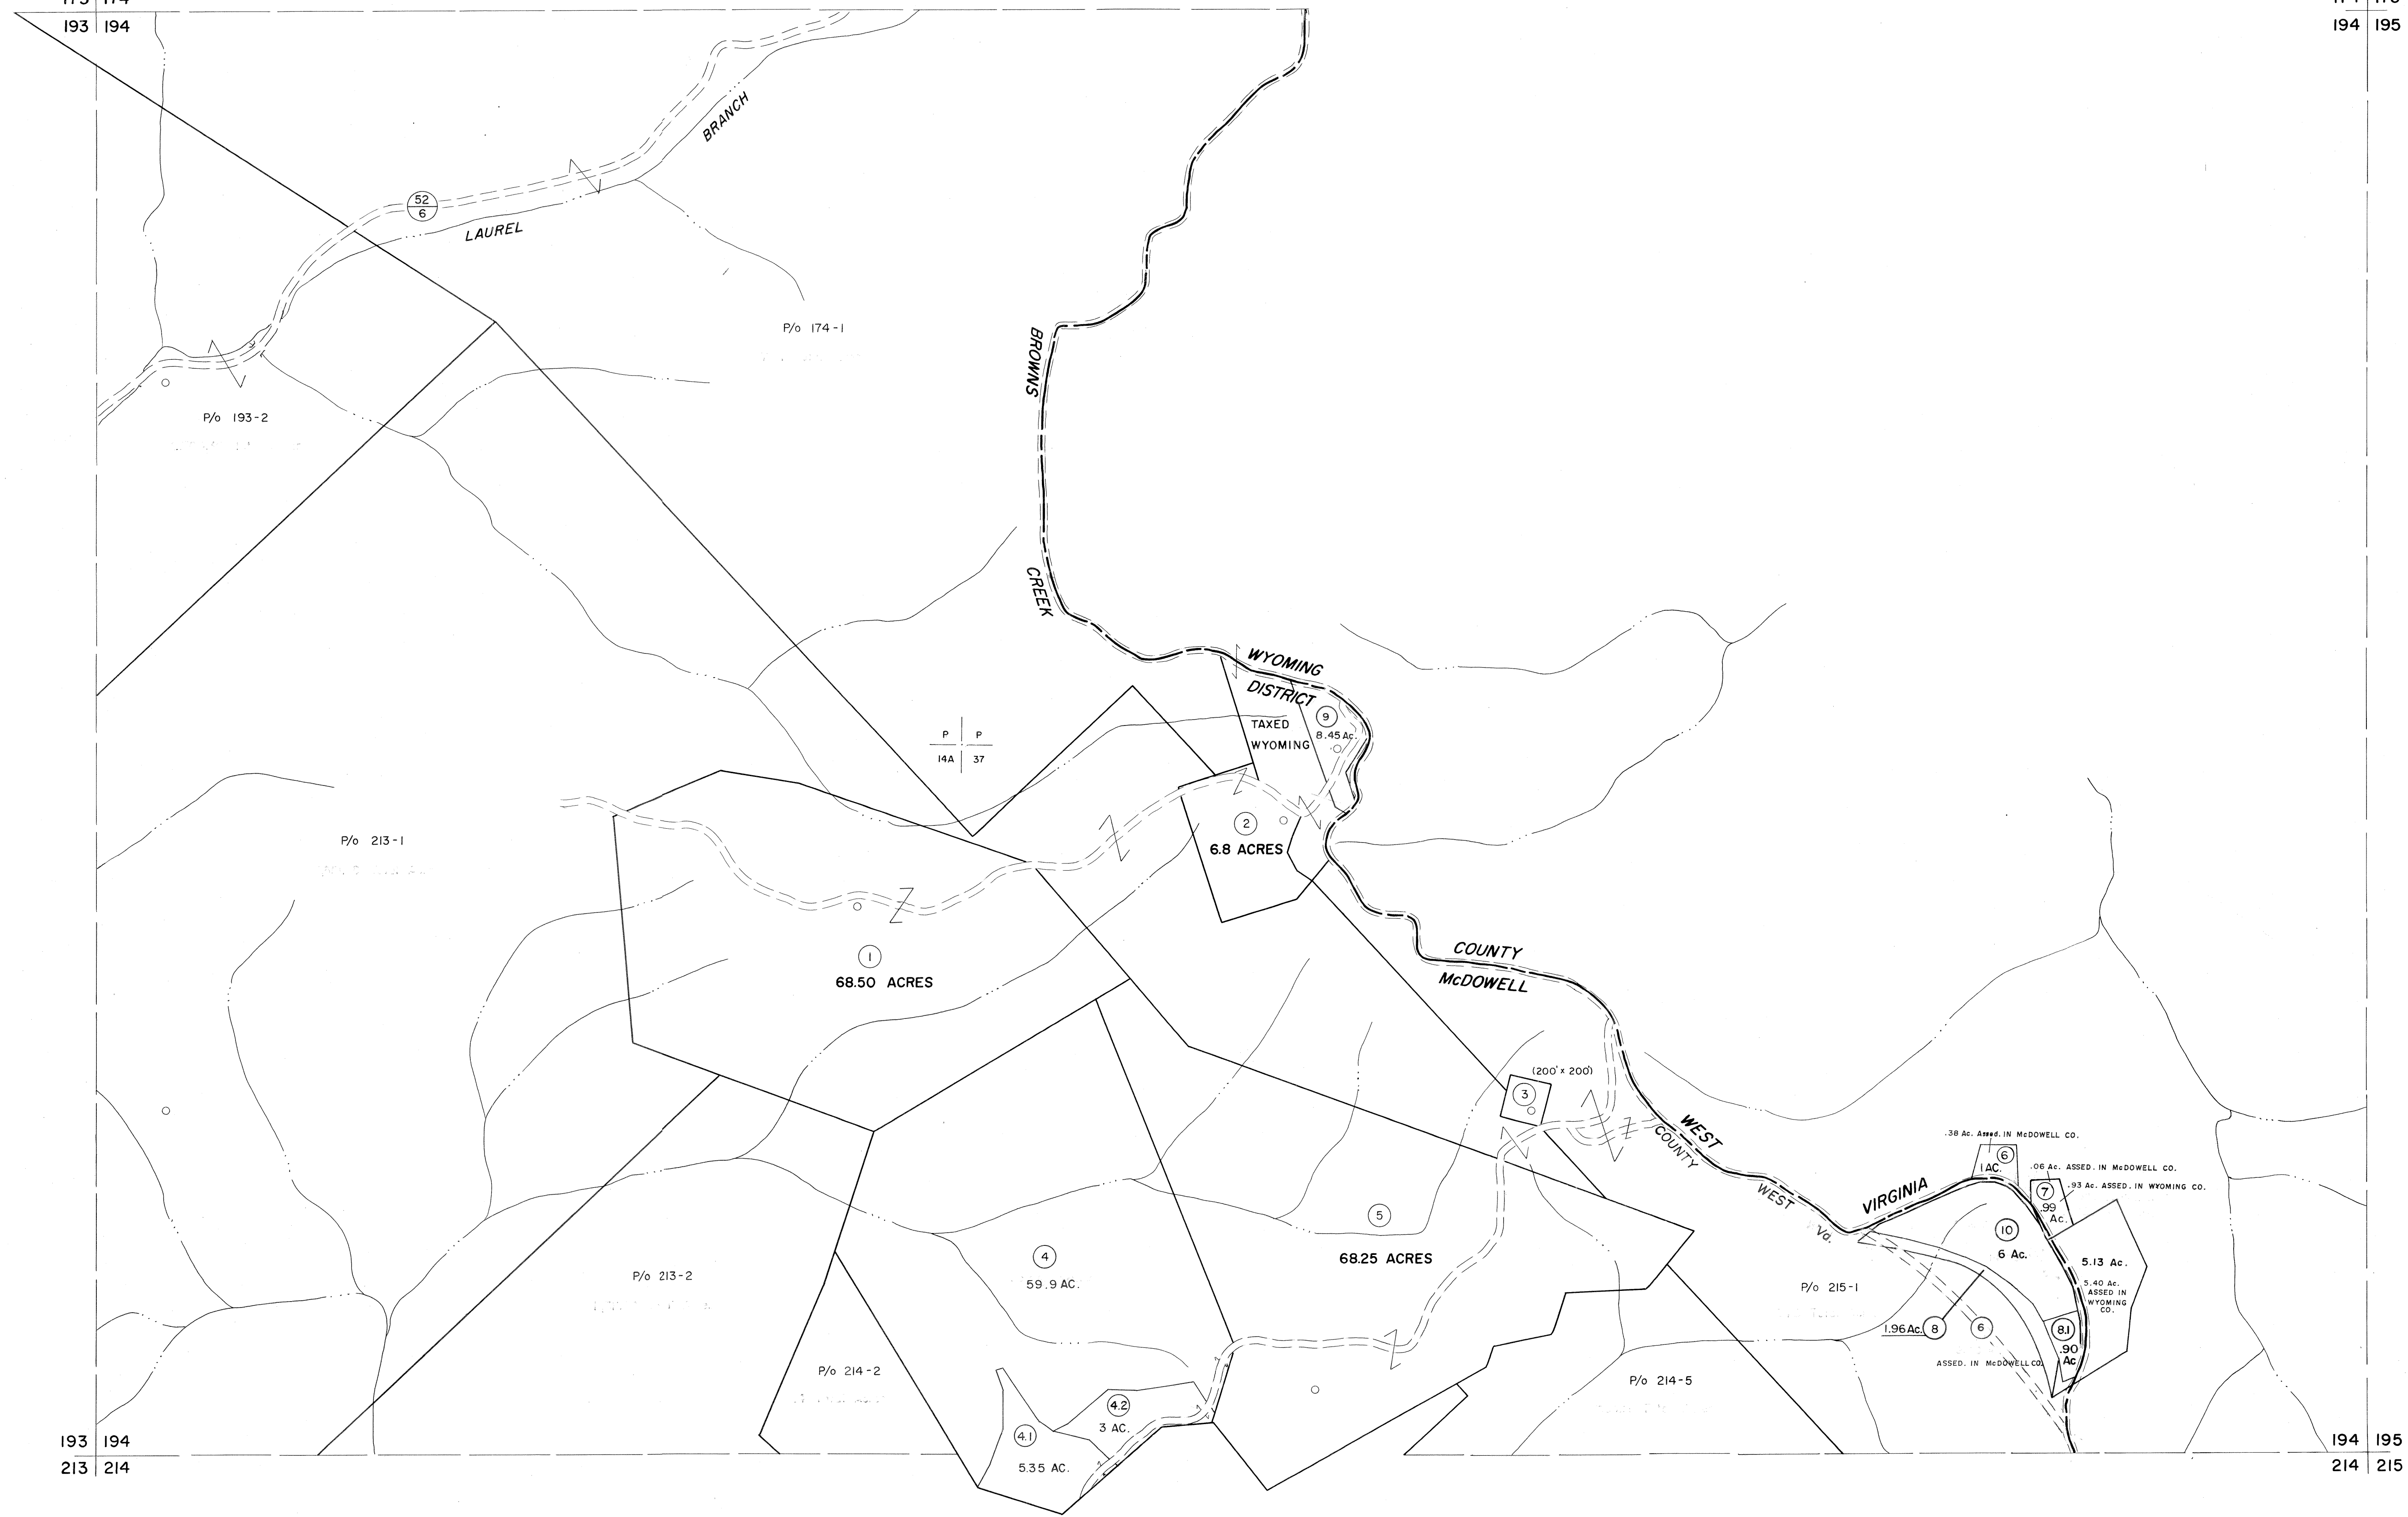 193 194
194 195
BRANCH
52
6
LAUREL
P/o 174-1
BROWNS
P/o 193-2
CREEK
WYOMING
DISTRICT
9
8.45 Ac.
TAXED
WYOMING
P P
14A 37
P/o 213-1
2
6.8 ACRES
1
68.50 ACRES
COUNTY
McDOWELL
(200' x 200')
3
WEST
COUNTY
WEST
Va.
VIRGINIA
.38 Ac. Assed. IN McDOWELL CO.
6
1 AC.
.06 Ac. ASSED. IN McDOWELL CO.
.93 Ac. ASSED. IN WYOMING CO.
7
.99
Ac.
10
6 Ac.
5.13 Ac.
5.40 Ac.
ASSED IN
WYOMING
CO.
5
68.25 ACRES
4
59.9 AC.
P/o 213-2
P/o 215-1
1.96 Ac. 8
6
8.1
.90
Ac
ASSED. IN McDOWELL CO.
P/o 214-2
P/o 214-5
4.2
3 AC.
4.1
5.35 AC.
193 194
213 214
194 195
214 215